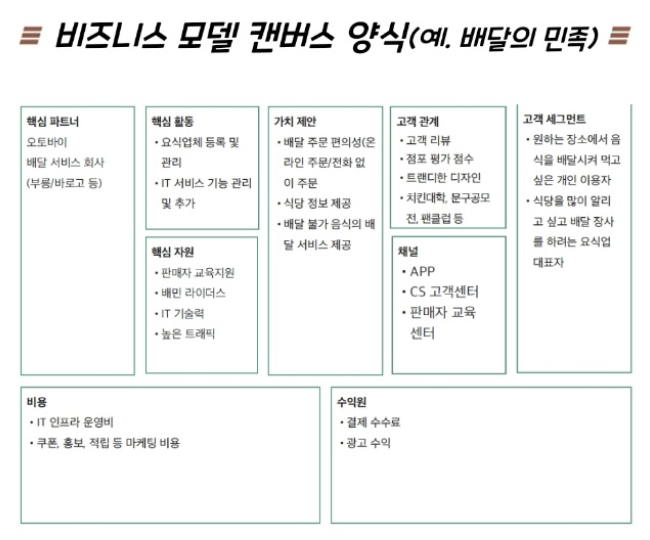 비즈니스 모델 캔버스 양식(예. 배달의 민족)
핵심 파트너
오토바이
배달 서비스 회사
(부릉/바로고 등)
핵심 활동
• 요식업체 등록 및
관리
• IT 서비스 기능 관리
및 추가
핵심 자원
• 판매자 교육지원
• 배민 라이더스
• IT 기술력
• 높은 트래픽
가치 제안
• 배달 주문 편의성(온
라인 주문/전화 없
이 주문
• 식당 정보 제공
• 배달 불가 음식의 배
달 서비스 제공
고객 관계
• 고객 리뷰
• 점포 평가 점수
• 트랜디한 디자인
• 치킨대학, 문구공모
전, 팬클럽 등
채널
• APP
• CS 고객센터
• 판매자 교육
센터
고객 세그먼트
• 원하는 장소에서 음
식을 배달시켜 먹고
싶은 개인 이용자
• 식당을 많이 알리
고 싶고 배달 장사
를 하려는 요식업
대표자
비용
• IT 인프라 운영비
• 쿠폰, 홍보, 적립 등 마케팅 비용
수익원
• 결제 수수료
• 광고 수익